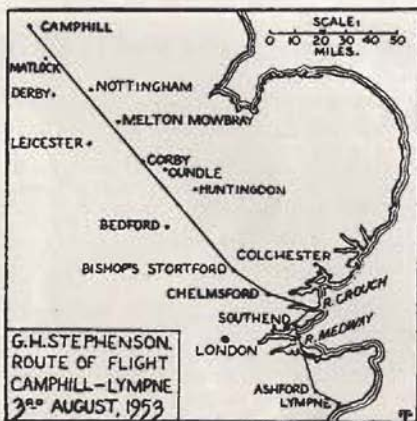 CAMPHILL
SCALE:
0 10 20 30 40 50
MILES.
MATLOCK
DERBY
NOTTINGHAM
MELTON MOWBRAY
LEICESTER
CORBY
OUNDLE
HUNTINGDON
BEDFORD
COLCHESTER
BISHOP'S STORTFORD
CHELMSFORD
R. CROUCH
SOUTHEND
R. MEDWAY
LONDON
ASHFORD
LYMPNE
G.H. STEPHENSON.
ROUTE OF FLIGHT
CAMPHILL-LYMPNE
3RD AUGUST, 1953